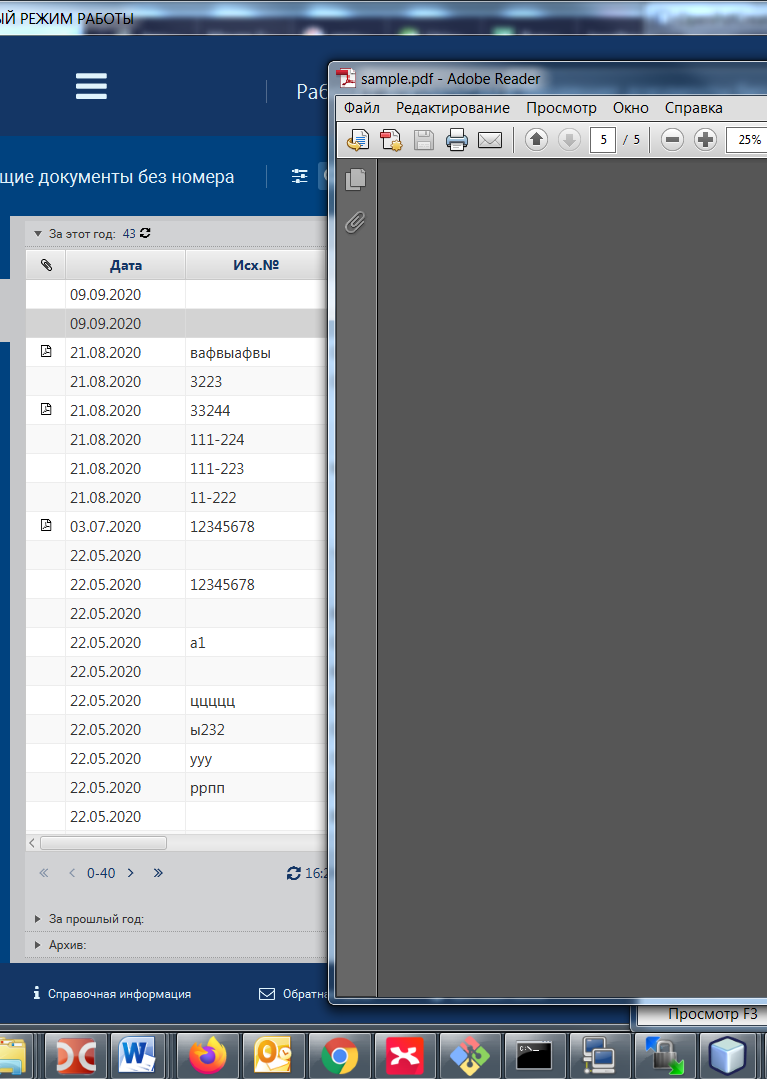 ЫЙ РЕЖИМ РАБОТЫ
Раб
щие документы без номера
За этот год: 43
Дата Исх.№
09.09.2020
09.09.2020
21.08.2020 вафвыафвы
21.08.2020 3223
21.08.2020 33244
21.08.2020 111-224
21.08.2020 111-223
21.08.2020 11-222
03.07.2020 12345678
22.05.2020
22.05.2020 12345678
22.05.2020
22.05.2020 а1
22.05.2020
22.05.2020 ццццц
22.05.2020 ы232
22.05.2020 ууу
22.05.2020 ррпп
22.05.2020
0-40 16:2
За прошлый год:
Архив:
Справочная информация Обратна
sample.pdf - Adobe Reader
Файл Редактирование Просмотр Окно Справка
5 / 5 25%
Просмотр F3